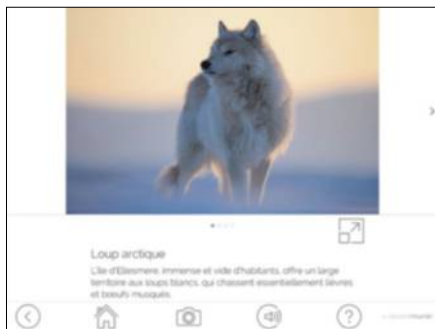 Loup arctique
L'île d'Ellesmere, immense et vide d'habitants, offre un large
territoire aux loups blancs, qui chassent essentiellement lièvres
et bœufs musqués.